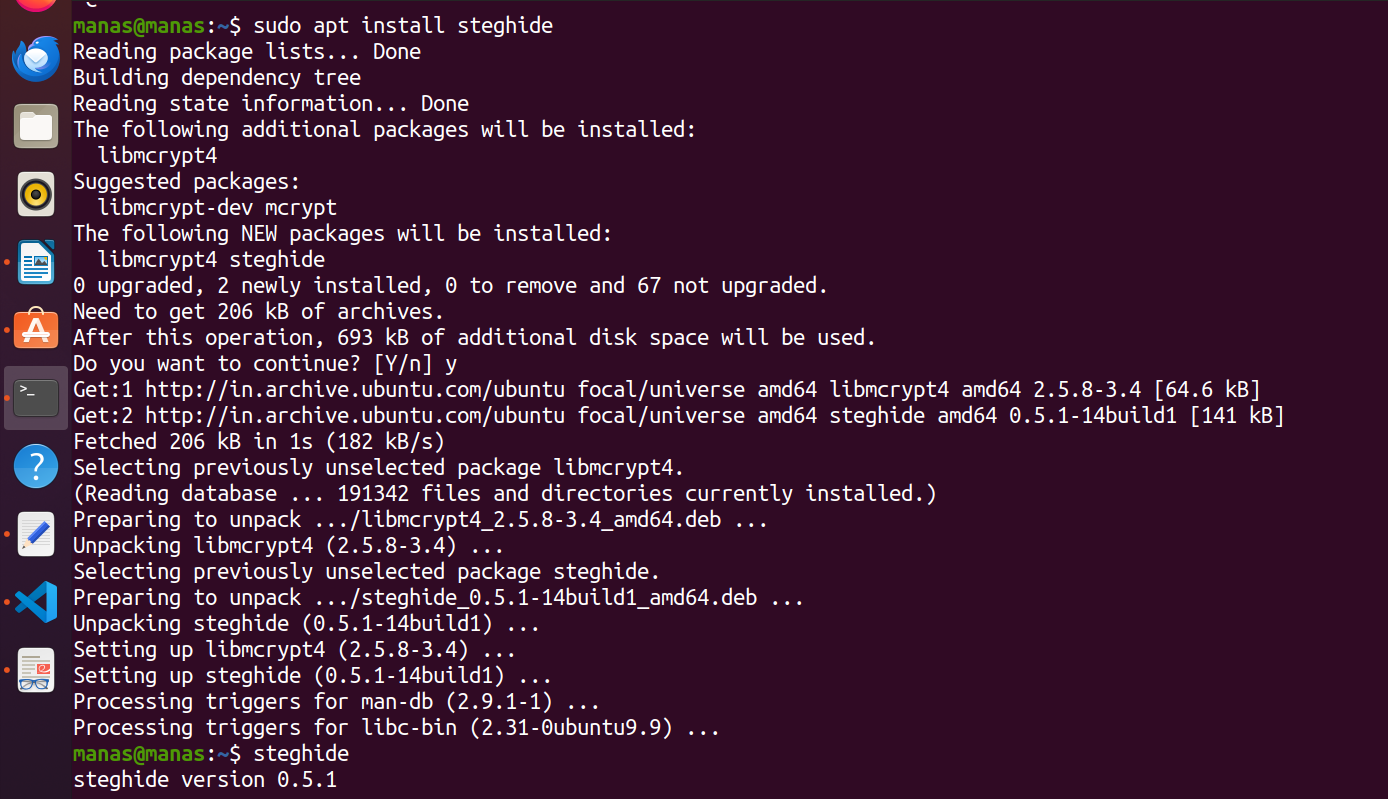 manas@manas:~$ sudo apt install steghide
Reading package lists... Done
Building dependency tree
Reading state information... Done
The following additional packages will be installed:
  libmcrypt4
Suggested packages:
  libmcrypt-dev mcrypt
The following NEW packages will be installed:
  libmcrypt4 steghide
0 upgraded, 2 newly installed, 0 to remove and 67 not upgraded.
Need to get 206 kB of archives.
After this operation, 693 kB of additional disk space will be used.
Do you want to continue? [Y/n] y
Get:1 http://in.archive.ubuntu.com/ubuntu focal/universe amd64 libmcrypt4 amd64 2.5.8-3.4 [64.6 kB]
Get:2 http://in.archive.ubuntu.com/ubuntu focal/universe amd64 steghide amd64 0.5.1-14build1 [141 kB]
Fetched 206 kB in 1s (182 kB/s)
Selecting previously unselected package libmcrypt4.
(Reading database ... 191342 files and directories currently installed.)
Preparing to unpack .../libmcrypt4_2.5.8-3.4_amd64.deb ...
Unpacking libmcrypt4 (2.5.8-3.4) ...
Selecting previously unselected package steghide.
Preparing to unpack .../steghide_0.5.1-14build1_amd64.deb ...
Unpacking steghide (0.5.1-14build1) ...
Setting up libmcrypt4 (2.5.8-3.4) ...
Setting up steghide (0.5.1-14build1) ...
Processing triggers for man-db (2.9.1-1) ...
Processing triggers for libc-bin (2.31-0ubuntu9.9) ...
manas@manas:~$ steghide
steghide version 0.5.1